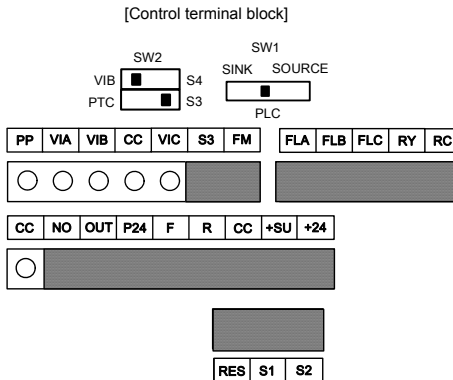 [Control terminal block]
SW2
SW1
SINK SOURCE
VIB S4
PTC S3
PLC
PP VIA VIB CC VIC S3 FM FLA FLB FLC RY RC
CC NO OUT P24 F R CC +SU +24
RES S1 S2